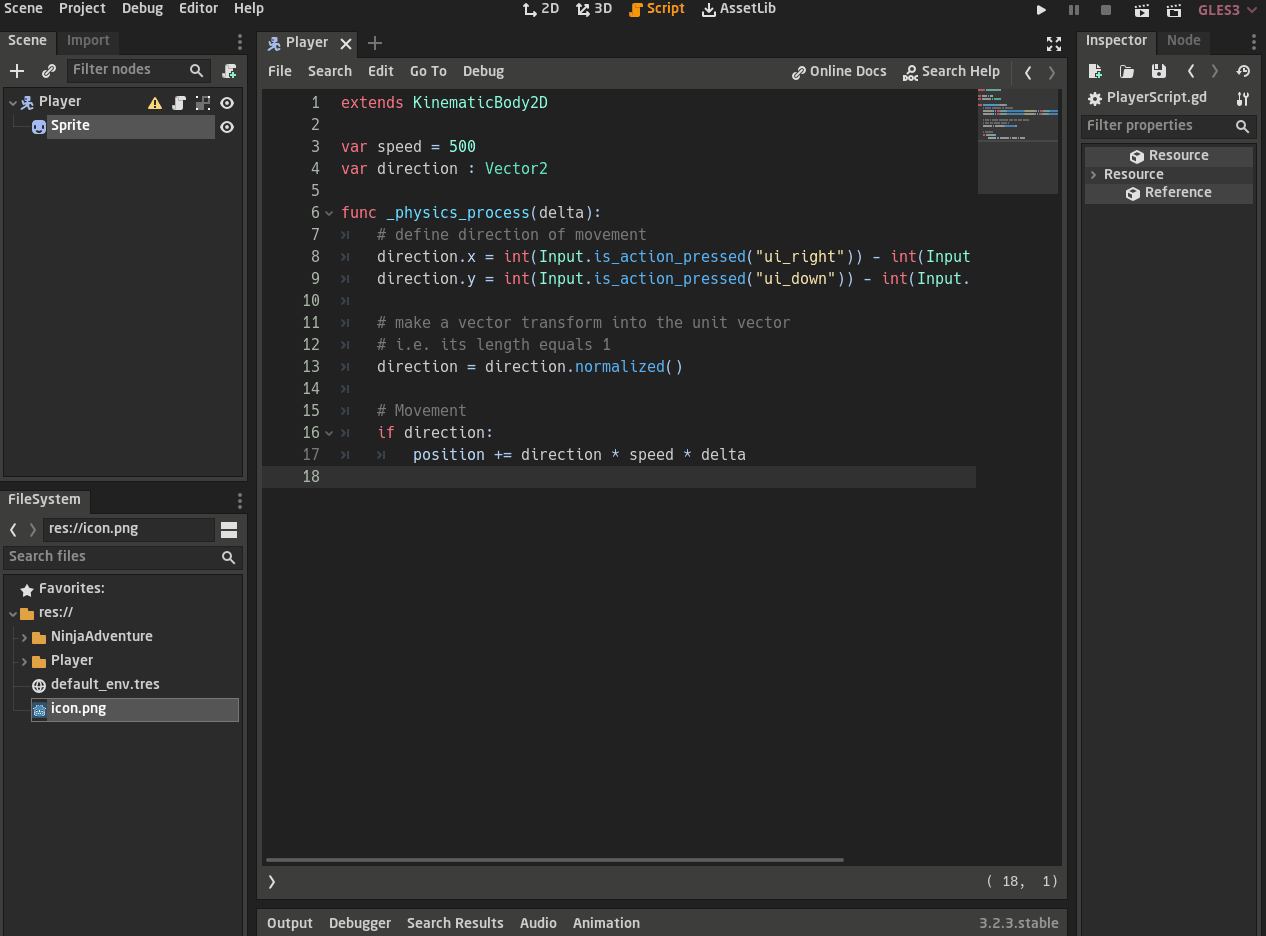 Scene Project Debug Editor Help 2D 3D Script AssetLib GLES3
Scene Import
Filter nodes
Player
Sprite
FileSystem
res://icon.png
Search files
Favorites:
res://
NinjaAdventure
Player
default_env.tres
icon.png
Player
File Search Edit Go To Debug Online Docs Search Help
1 extends KinematicBody2D
2
3 var speed = 500
4 var direction : Vector2
5
6 func _physics_process(delta):
7 # define direction of movement
8 direction.x = int(Input.is_action_pressed("ui_right")) - int(Input
9 direction.y = int(Input.is_action_pressed("ui_down")) - int(Input.
10
11 # make a vector transform into the unit vector
12 # i.e. its length equals 1
13 direction = direction.normalized()
14
15 # Movement
16 if direction:
17 position += direction * speed * delta
18
( 18, 1)
Output Debugger Search Results Audio Animation 3.2.3.stable
Inspector Node
PlayerScript.gd
Filter properties
Resource
Resource
Reference